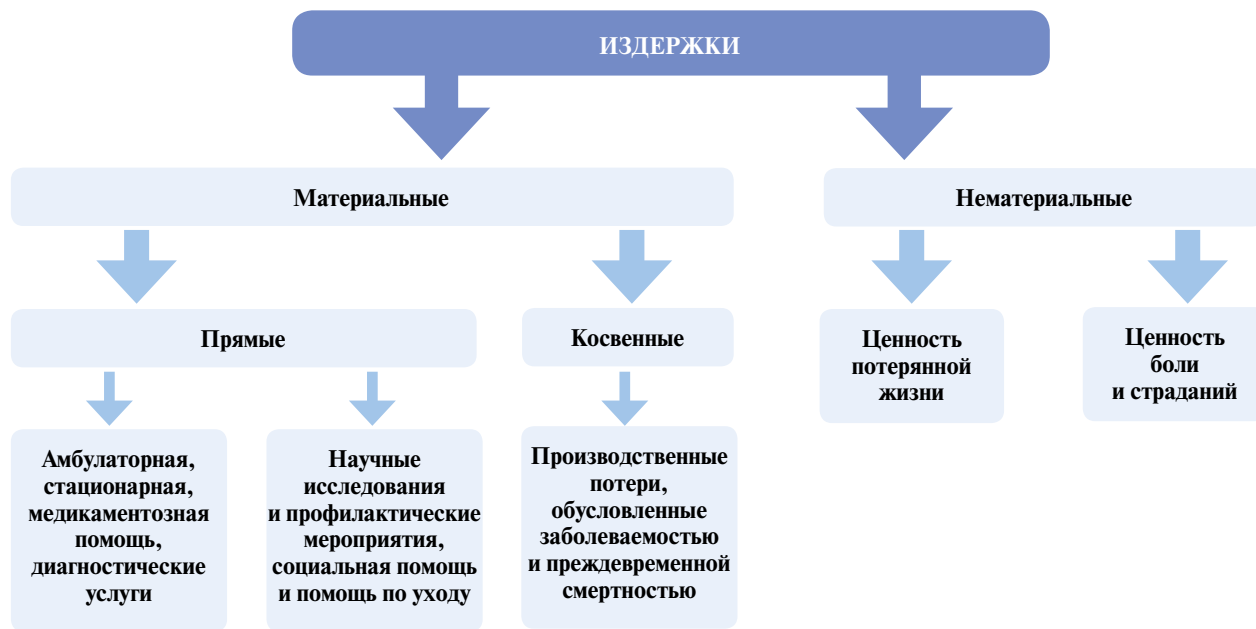 ИЗДЕРЖКИ
Материальные
Нематериальные
Прямые
Косвенные
Ценность
потерянной
жизни
Ценность
боли
и страданий
Амбулаторная,
стационарная,
медикаментозная
помощь,
диагностические
услуги
Научные
исследования
и профилактические
мероприятия,
социальная помощь
и помощь по уходу
Производственные
потери,
обусловленные
заболеваемостью
и преждевременной
смертностью